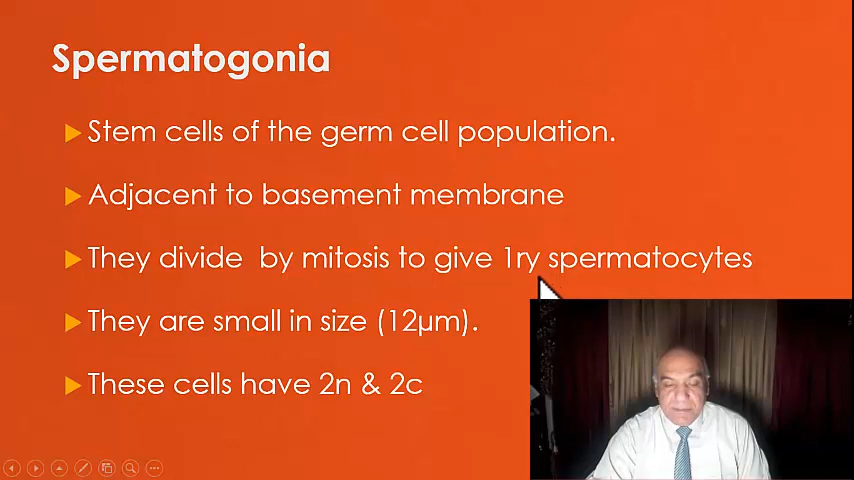 Spermatogonia
Stem cells of the germ cell population.
Adjacent to basement membrane
They divide by mitosis to give 1ry spermatocytes
They are small in size (12µm).
These cells have 2n & 2c